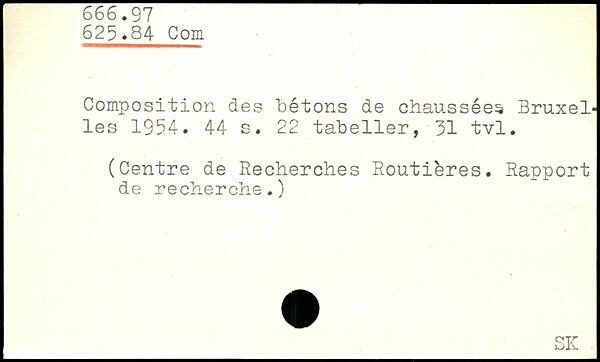 666.97
625.84 Com
Composition des bétons de chaussées Bruxel-
les 1954. 44 s. 22 tabeller, 31 tvl.
(Centre de Recherches Routières. Rapport
de recherche.)
SK